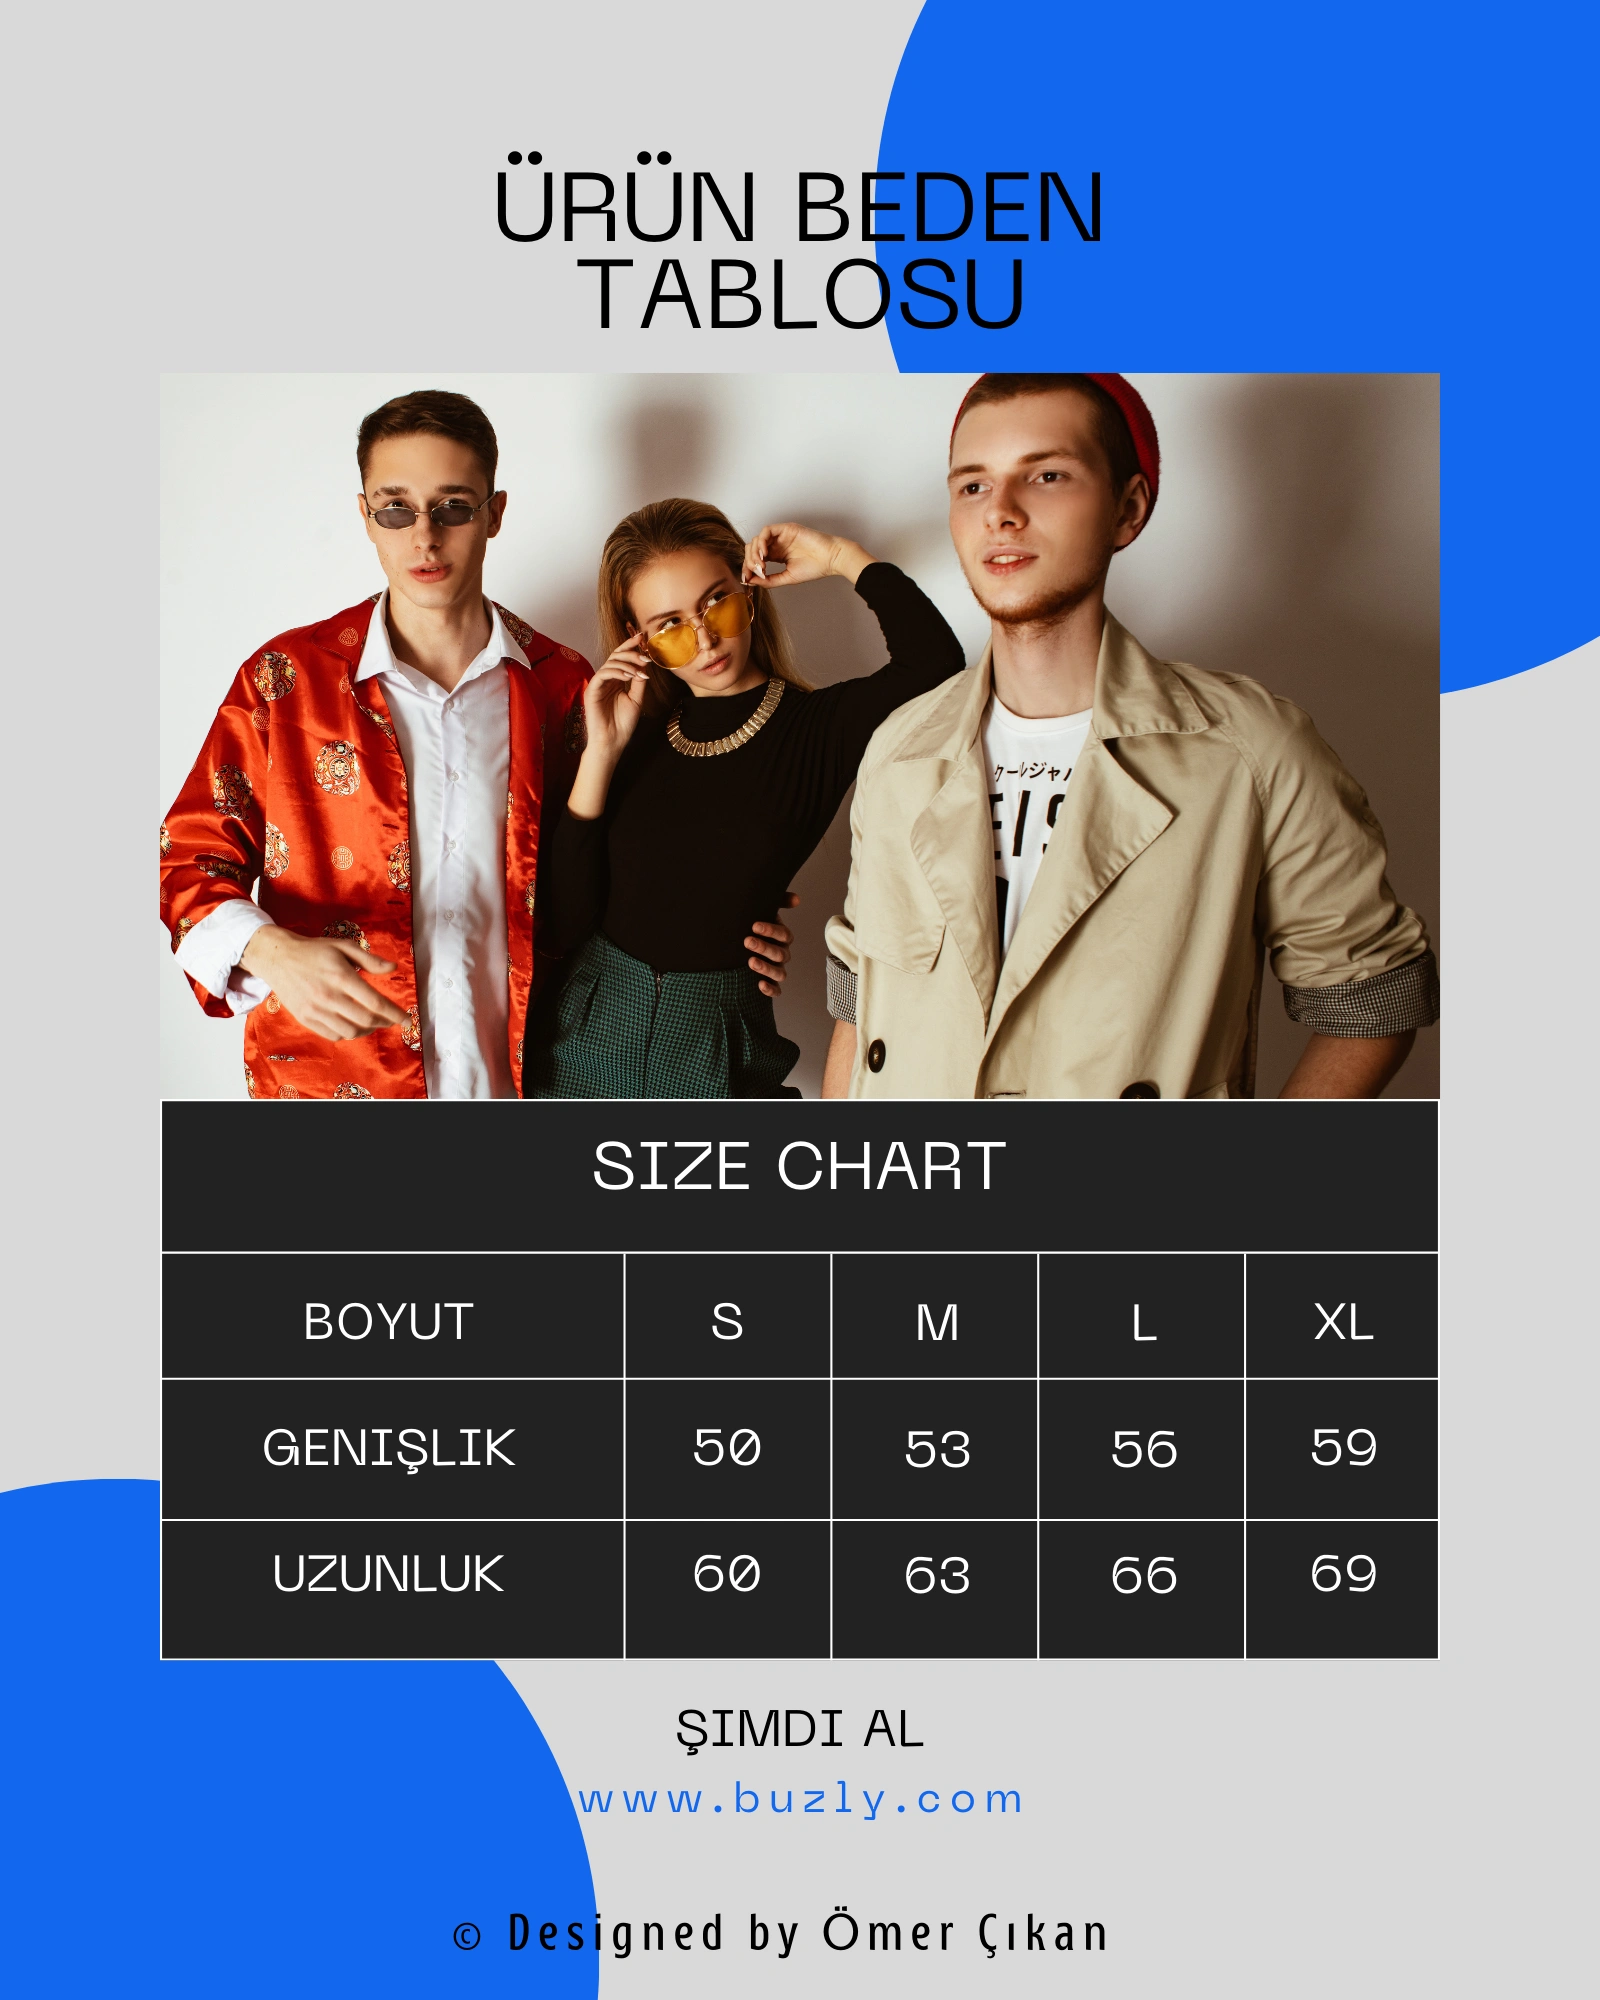 ÜRÜN BEDEN
TABLOSU
クールジャ
EIS
SIZE CHART
BOYUT S M L XL
GENIŞLIK 50 53 56 59
UZUNLUK 60 63 66 69
ŞIMDI AL
www.buzly.com
© Designed by Ömer Çıkan